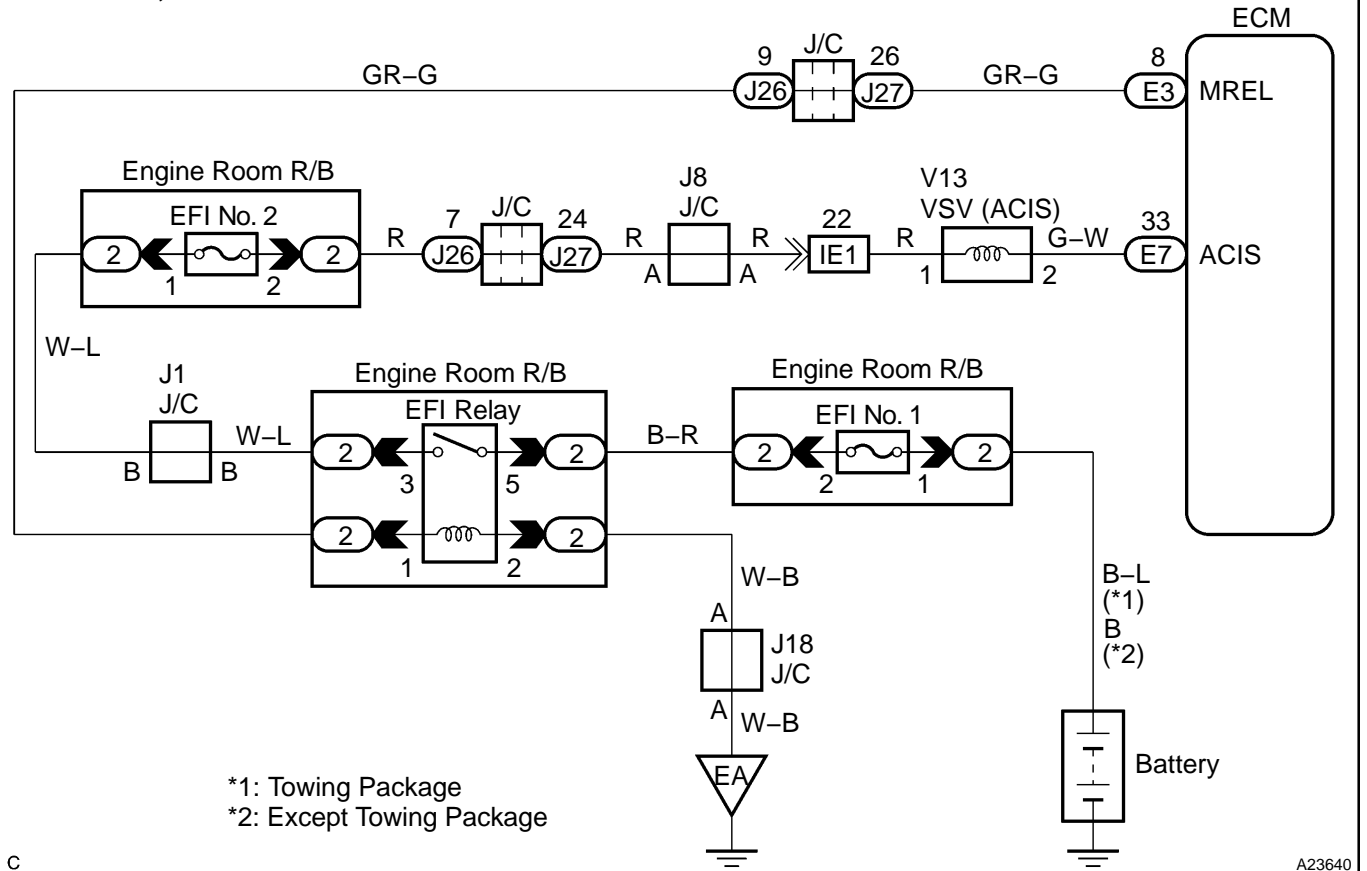 ECM
J/C
9
26
8
GR–G
J26
J27
GR–G
E3
MREL
Engine Room R/B
EFI No. 2
2
1
2
2
R
7
J/C
24
J26
J27
R
A
J8
J/C
R
A
22
IE1
R
V13
VSV (ACIS)
1
2
G–W
33
E7
ACIS
W–L
J1
J/C
B
B
W–L
Engine Room R/B
EFI Relay
2
3
5
2
2
1
2
2
B–R
Engine Room R/B
EFI No. 1
2
2
1
2
W–B
A
J18
J/C
A
W–B
EA
B–L
(*1)
B
(*2)
Battery
*1: Towing Package
*2: Except Towing Package
C
A23640